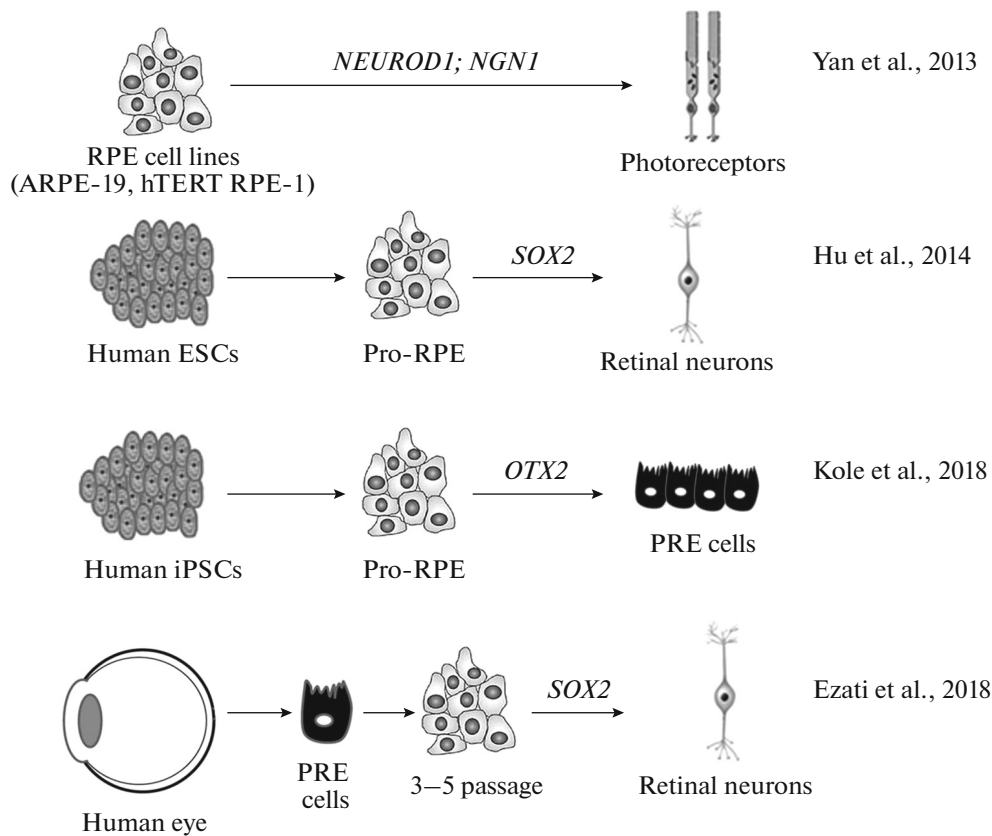 NEUROD1; NGN1
Yan et al., 2013
RPE cell lines
(ARPE-19, hTERT RPE-1)
Photoreceptors
SOX2
Hu et al., 2014
Human ESCs
Pro-RPE
Retinal neurons
OTX2
Kole et al., 2018
Human iPSCs
Pro-RPE
PRE cells
SOX2
Ezati et al., 2018
Human eye
PRE
cells
3–5 passage
Retinal neurons